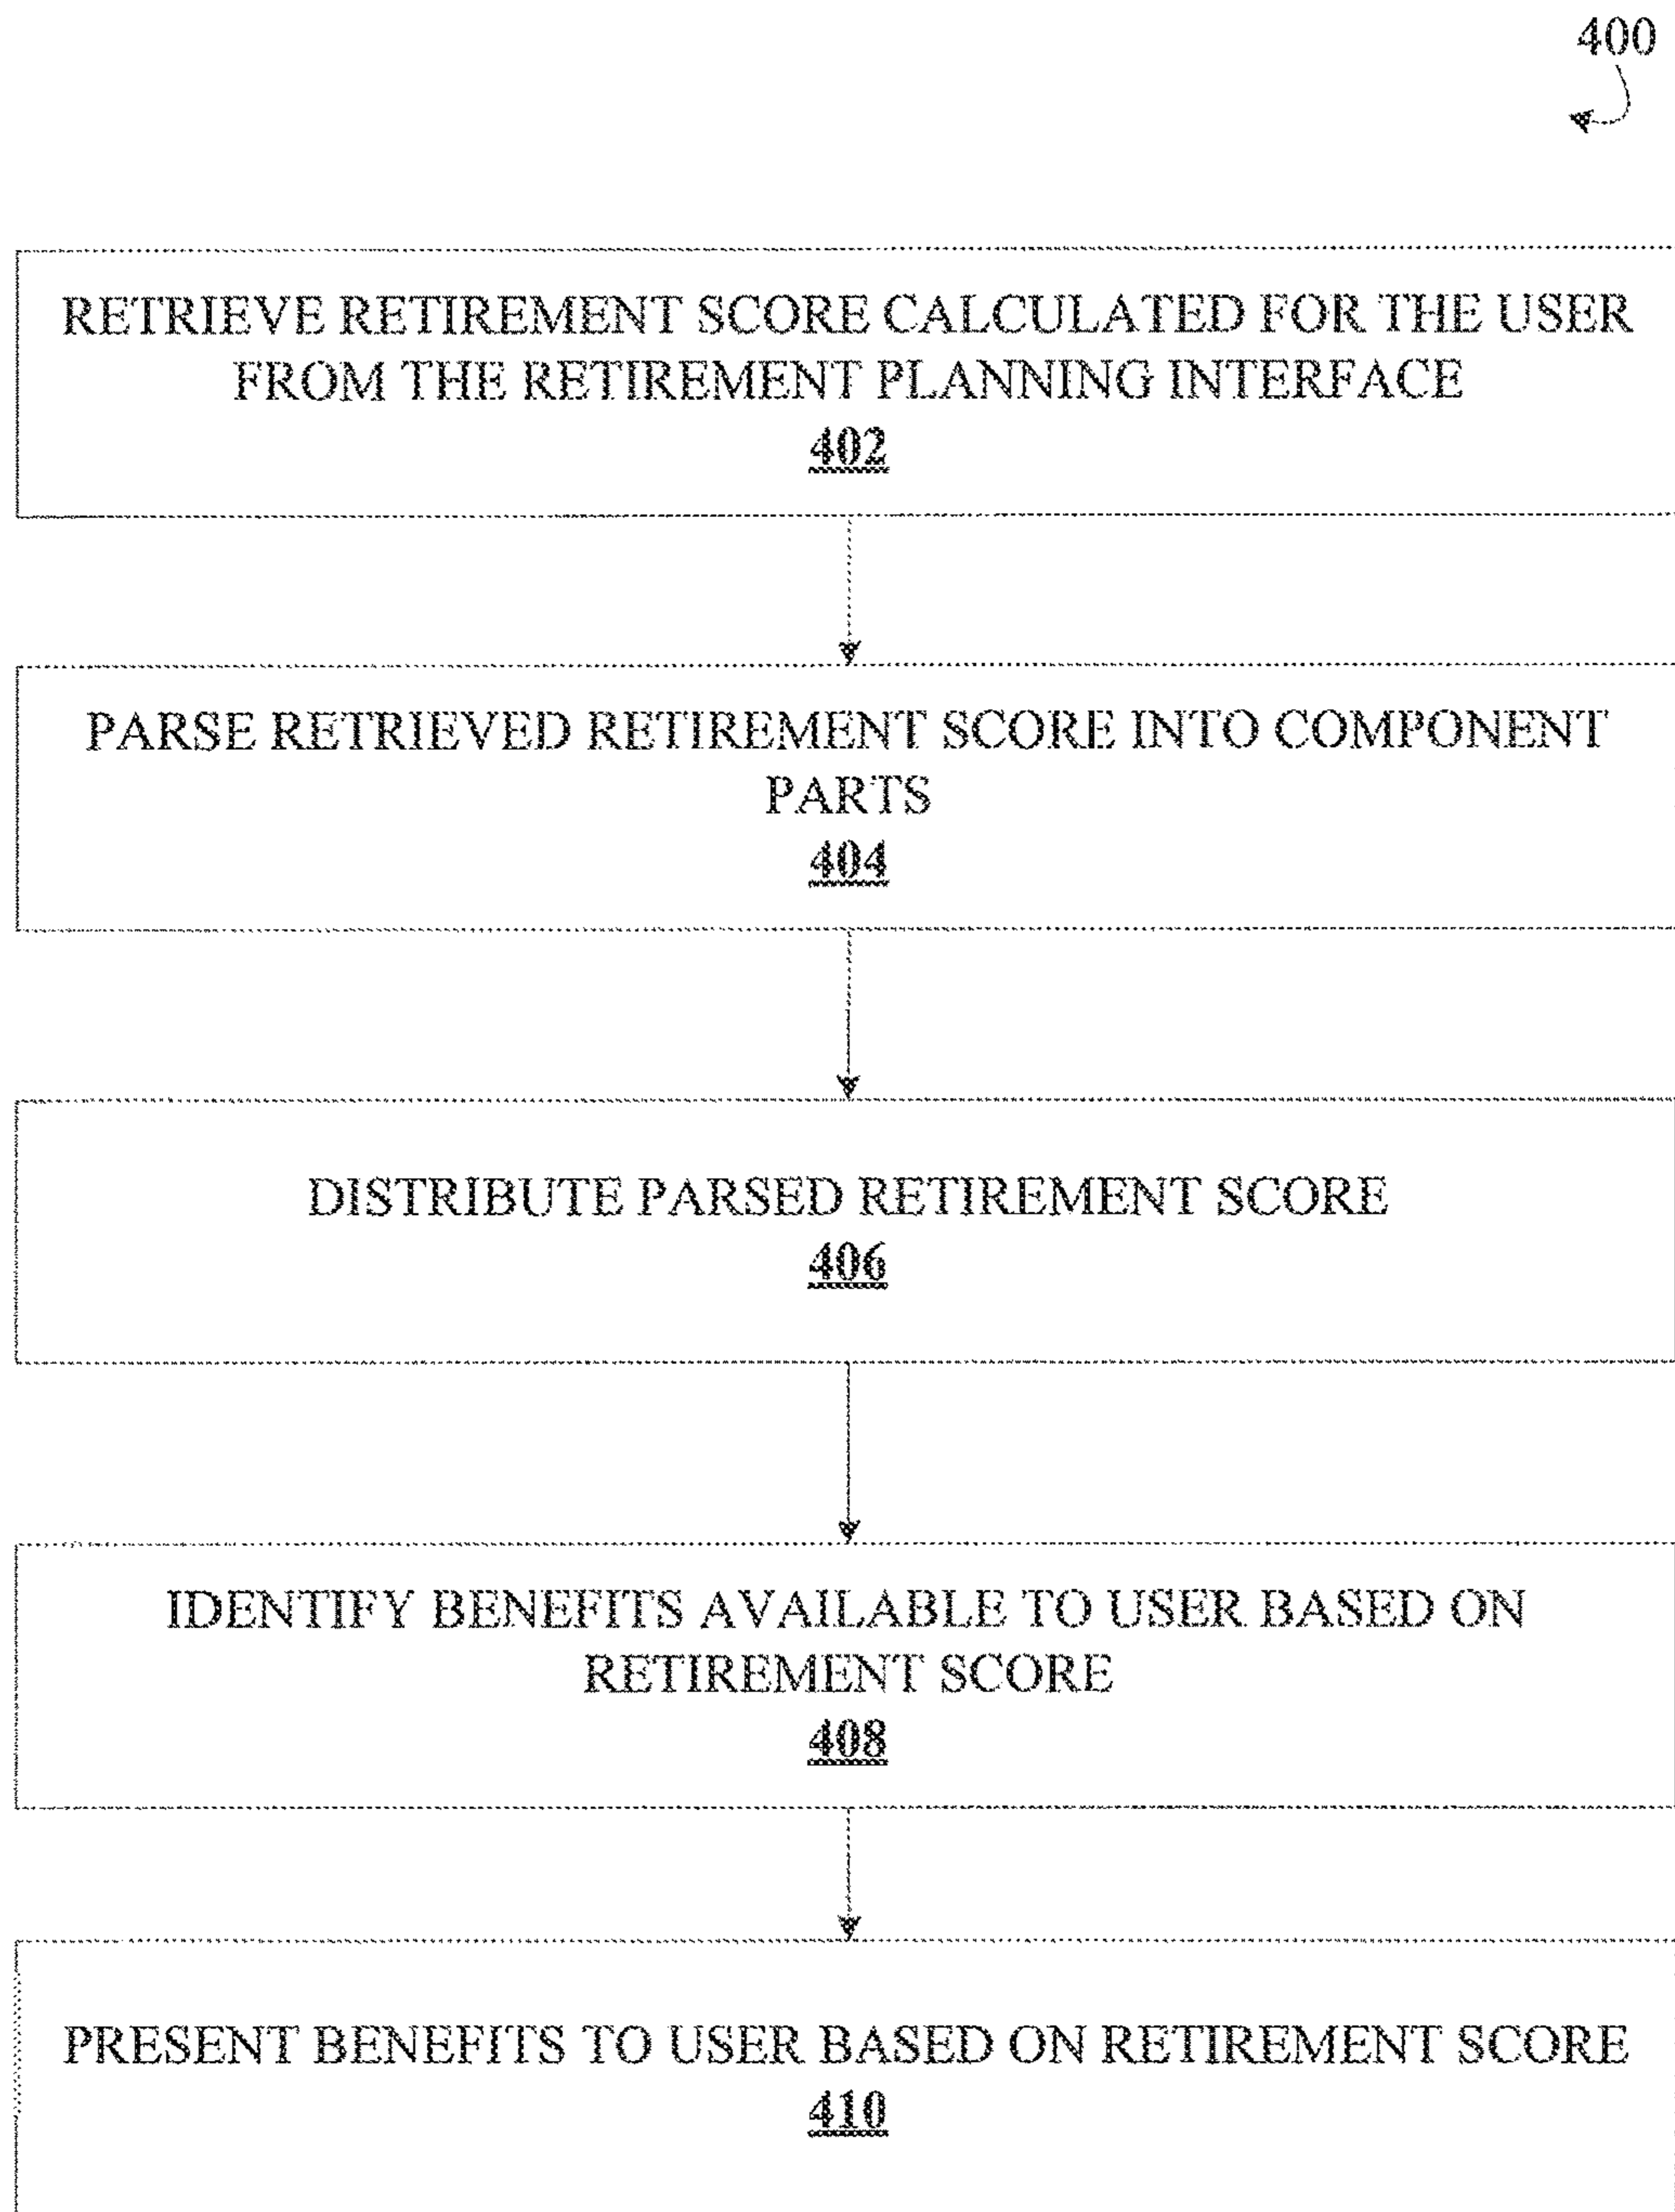 400
RETRIEVE RETIREMENT SCORE CALCULATED FOR THE USER
FROM THE RETIREMENT PLANNING INTERFACE
402
PARSE RETRIEVED RETIREMENT SCORE INTO COMPONENT
PARTS
404
DISTRIBUTE PARSED RETIREMENT SCORE
406
IDENTIFY BENEFITS AVAILABLE TO USER BASED ON
RETIREMENT SCORE
408
PRESENT BENEFITS TO USER BASED ON RETIREMENT SCORE
410